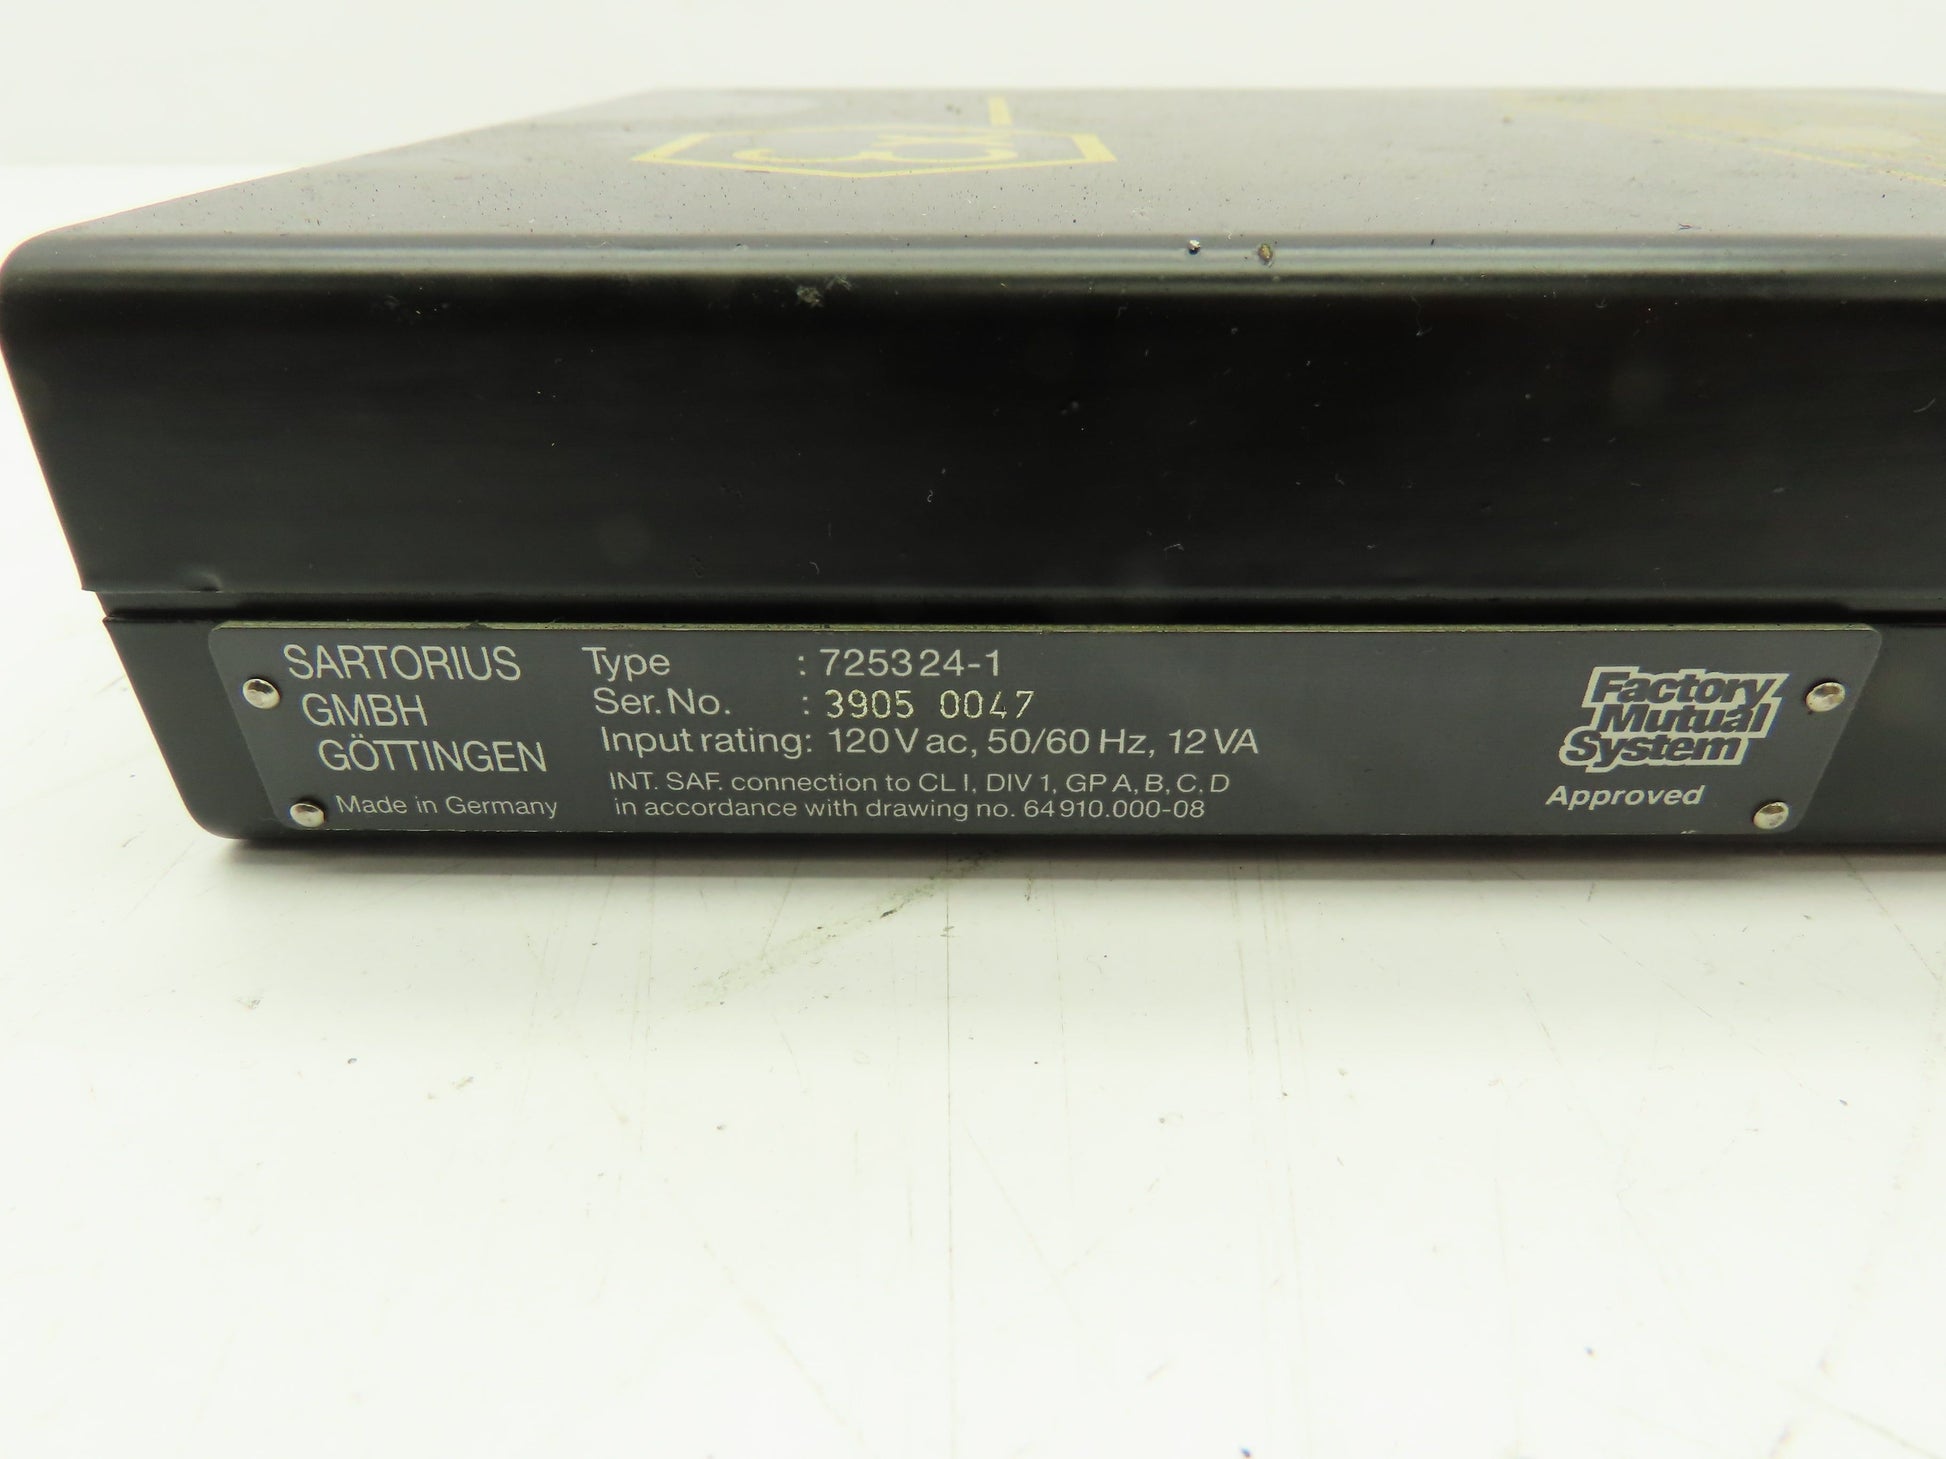 SARTORIUS
GMBH
GÖTTINGEN
Made in Germany
Type : 725324-1
Ser. No. : 3905 0047
Input rating: 120 V ac, 50/60 Hz, 12 VA
INT. SAF. connection to CL I, DIV 1, GP A, B, C, D
in accordance with drawing no. 64 910.000-08
Factory
Mutual
System
Approved